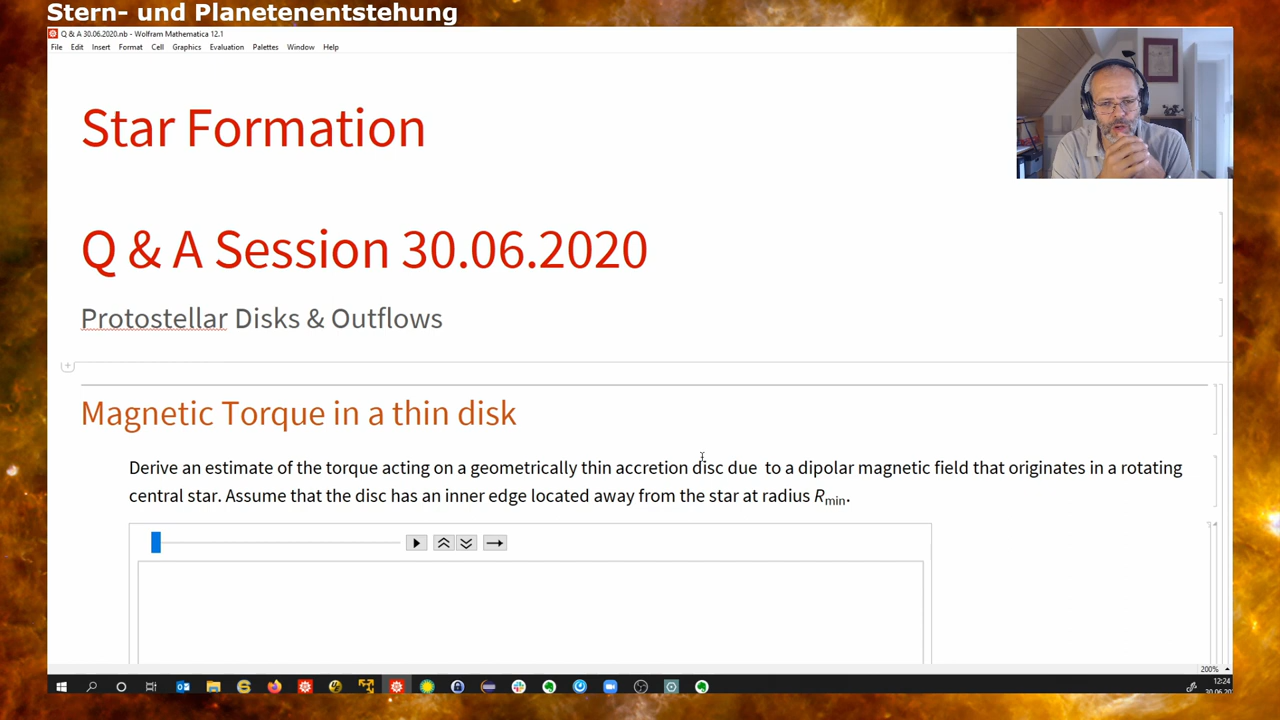 Stern- und Planetenentstehung
Q & A 30.06.2020.nb - Wolfram Mathematica 12.1
File Edit Insert Format Cell Graphics Evaluation Palettes Window Help
Star Formation
Q & A Session 30.06.2020
Protostellar Disks & Outflows
Magnetic Torque in a thin disk
Derive an estimate of the torque acting on a geometrically thin accretion disc due to a dipolar magnetic field that originates in a rotating
central star. Assume that the disc has an inner edge located away from the star at radius Rmin.
200%
12:24
30.06.20